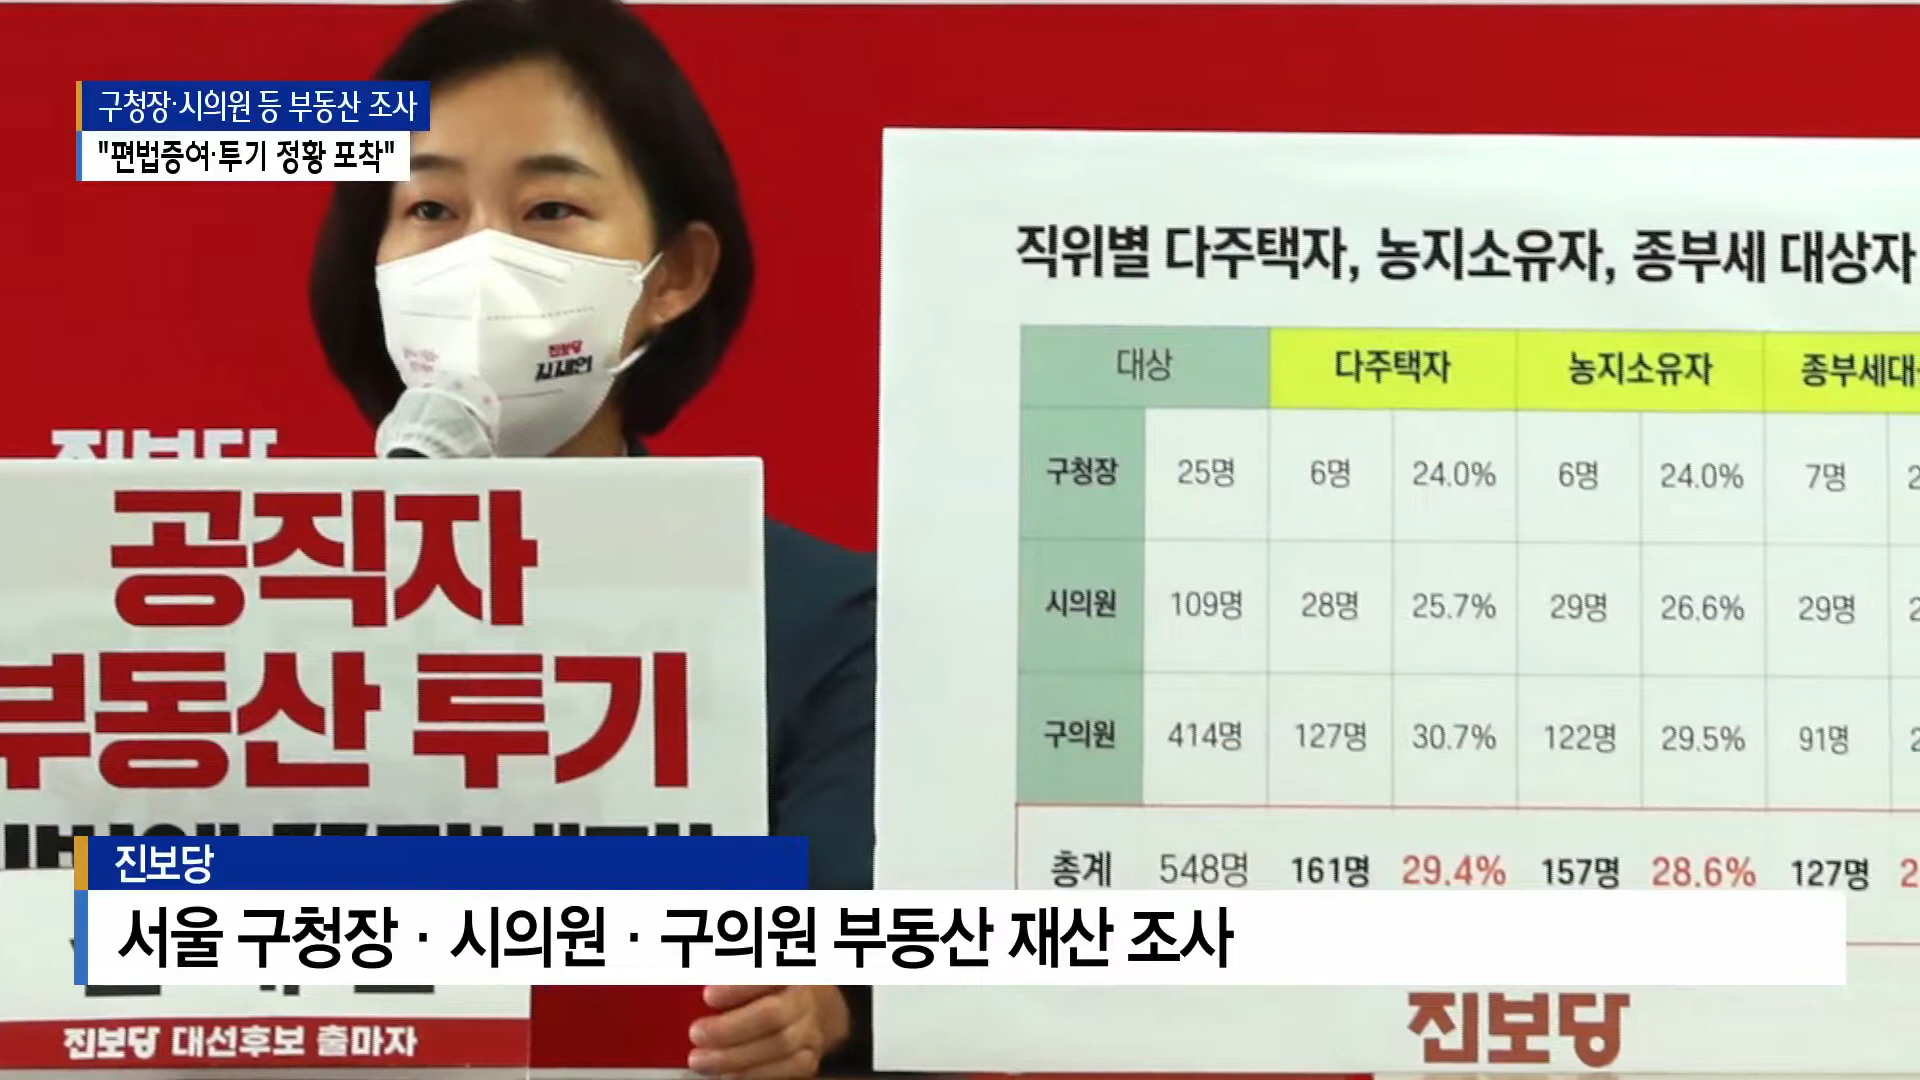 구청장·시의원 등 부동산 조사
"편법증여·투기 정황 포착"
진보당
진보당
공직자
부동산 투기
진보당 대선후보 출마자
직위별 다주택자, 농지소유자, 종부세 대상자
대상 다주택자 농지소유자
구청장 25명 6명 24.0% 6명 24.0% 7명
시의원 109명 28명 25.7% 29명 26.6% 29명
구의원 414명 127명 30.7% 122명 29.5% 91명
총계 548명 161명 29.4% 157명 28.6% 127명
진보당
서울 구청장 · 시의원 · 구의원 부동산 재산 조사
진보당